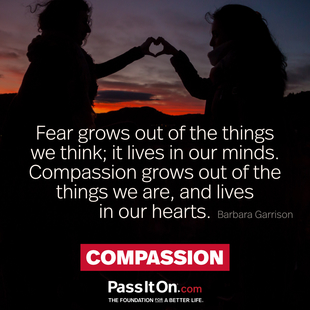 Fear grows out of the things
we think; it lives in our minds.
Compassion grows out of the
things we are, and lives
in our hearts. Barbara Garrison
COMPASSION
PassItOn.com
THE FOUNDATION FOR A BETTER LIFE.